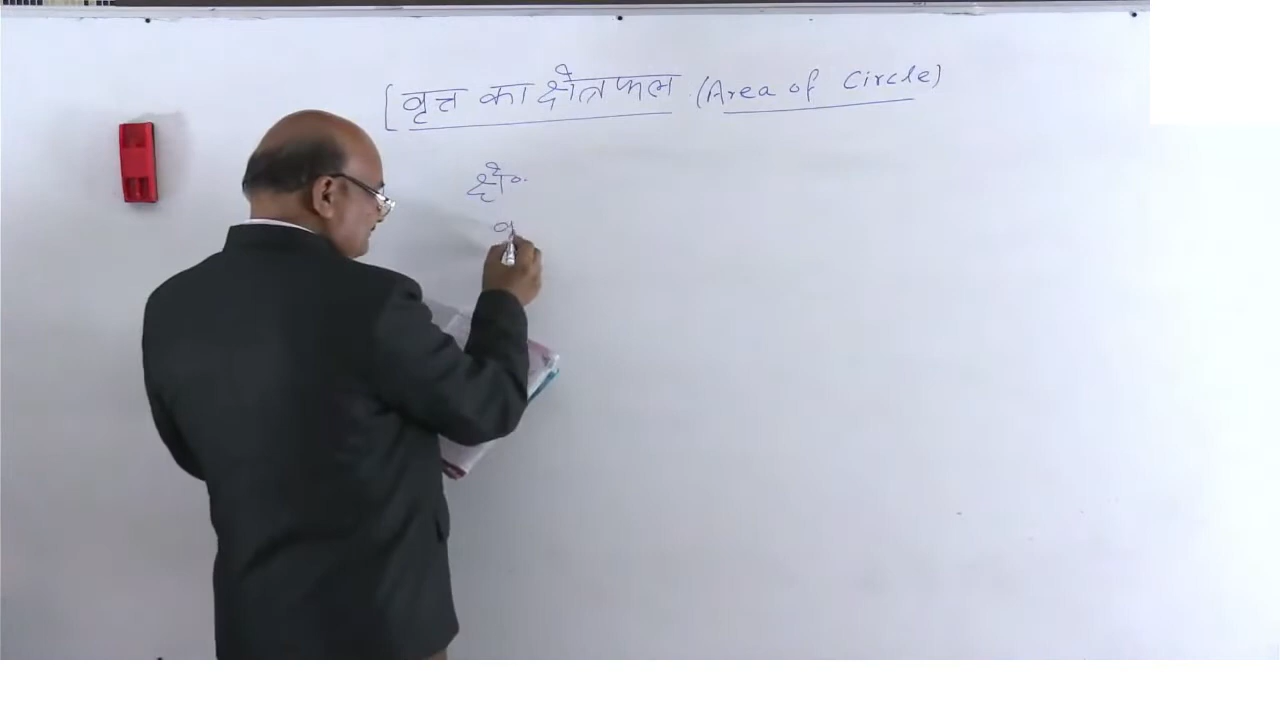 [वृत्त का क्षेत्रफल (Area of Circle)
क्षे०